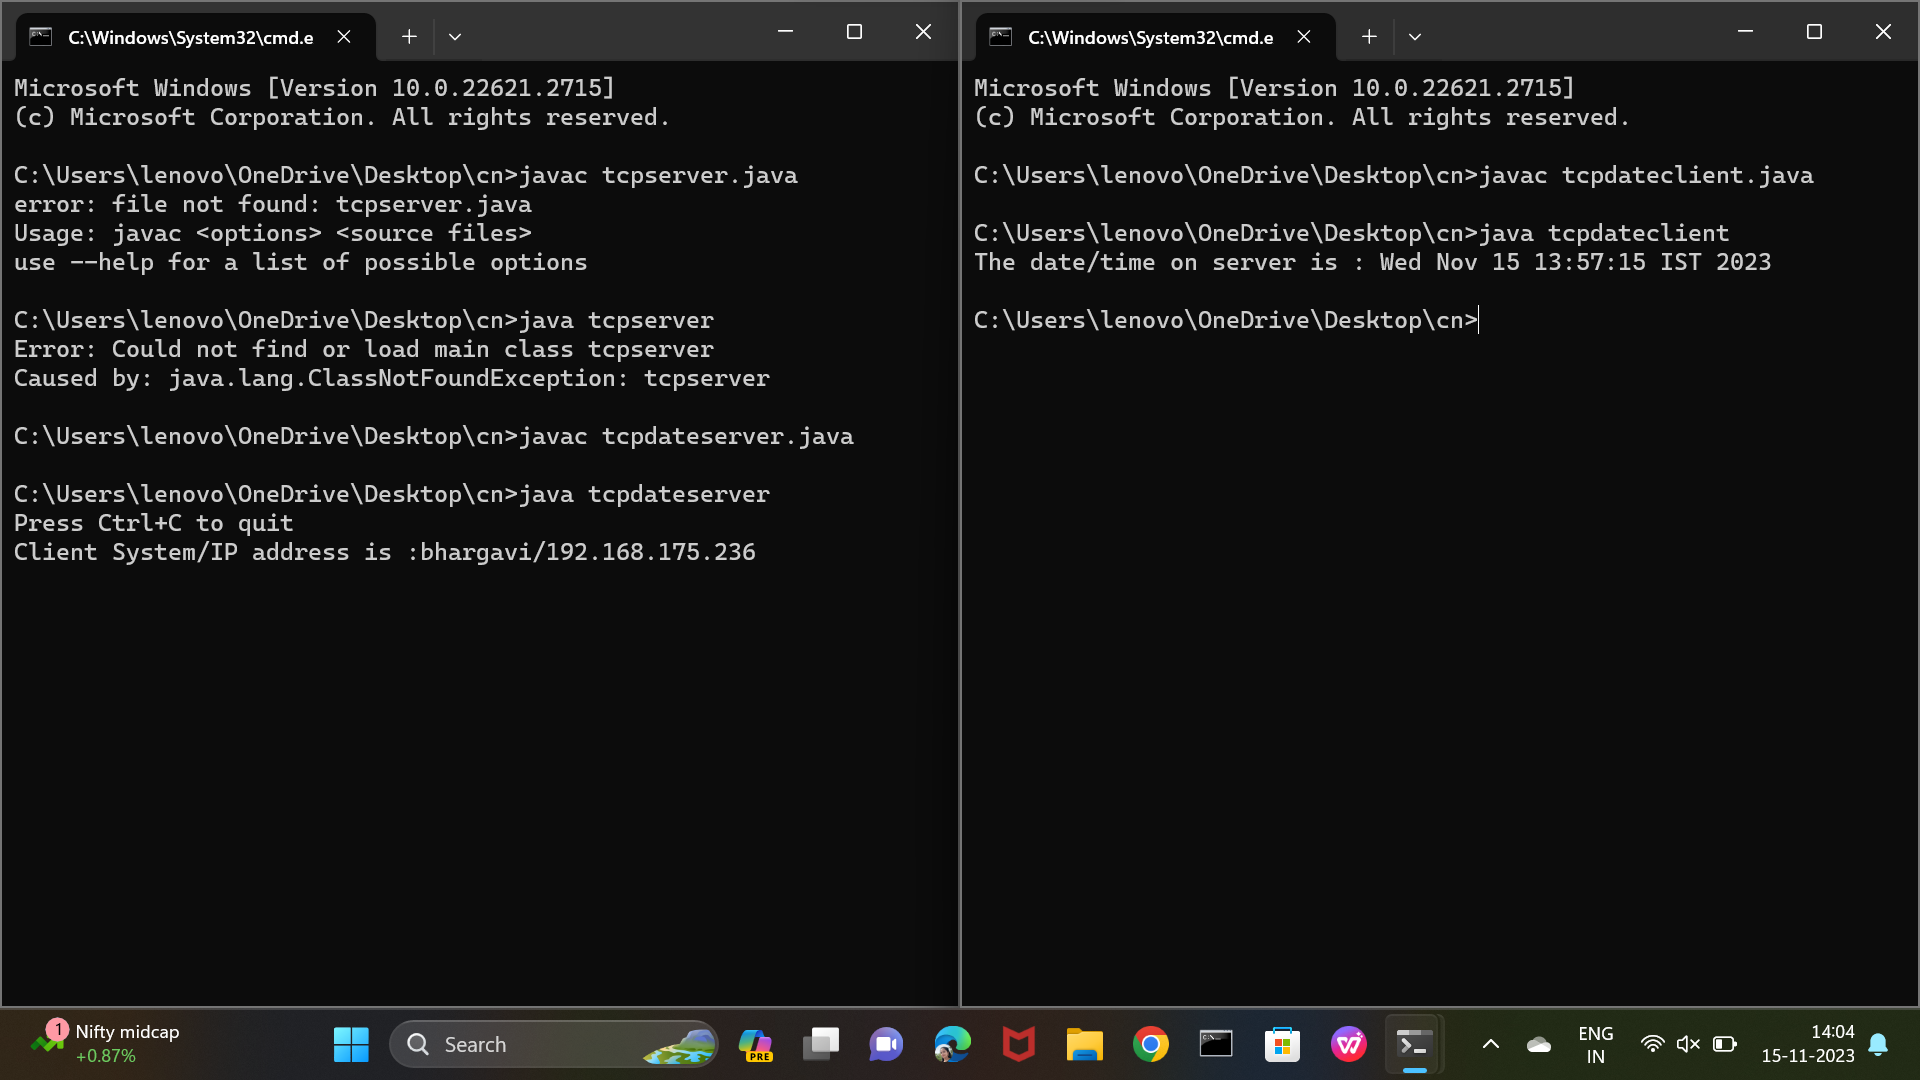 C:\Windows\System32\cmd.e
Microsoft Windows [Version 10.0.22621.2715]
(c) Microsoft Corporation. All rights reserved.
C:\Users\lenovo\OneDrive\Desktop\cn>javac tcpserver.java
error: file not found: tcpserver.java
Usage: javac <options> <source files>
use --help for a list of possible options
C:\Users\lenovo\OneDrive\Desktop\cn>java tcpserver
Error: Could not find or load main class tcpserver
Caused by: java.lang.ClassNotFoundException: tcpserver
C:\Users\lenovo\OneDrive\Desktop\cn>javac tcpdateserver.java
C:\Users\lenovo\OneDrive\Desktop\cn>java tcpdateserver
Press Ctrl+C to quit
Client System/IP address is :bhargavi/192.168.175.236
C:\Windows\System32\cmd.e
Microsoft Windows [Version 10.0.22621.2715]
(c) Microsoft Corporation. All rights reserved.
C:\Users\lenovo\OneDrive\Desktop\cn>javac tcpdateclient.java
C:\Users\lenovo\OneDrive\Desktop\cn>java tcpdateclient
The date/time on server is : Wed Nov 15 13:57:15 IST 2023
C:\Users\lenovo\OneDrive\Desktop\cn>
1
Nifty midcap
+0.87%
Search
PRE
ENG
IN
14:04
15-11-2023